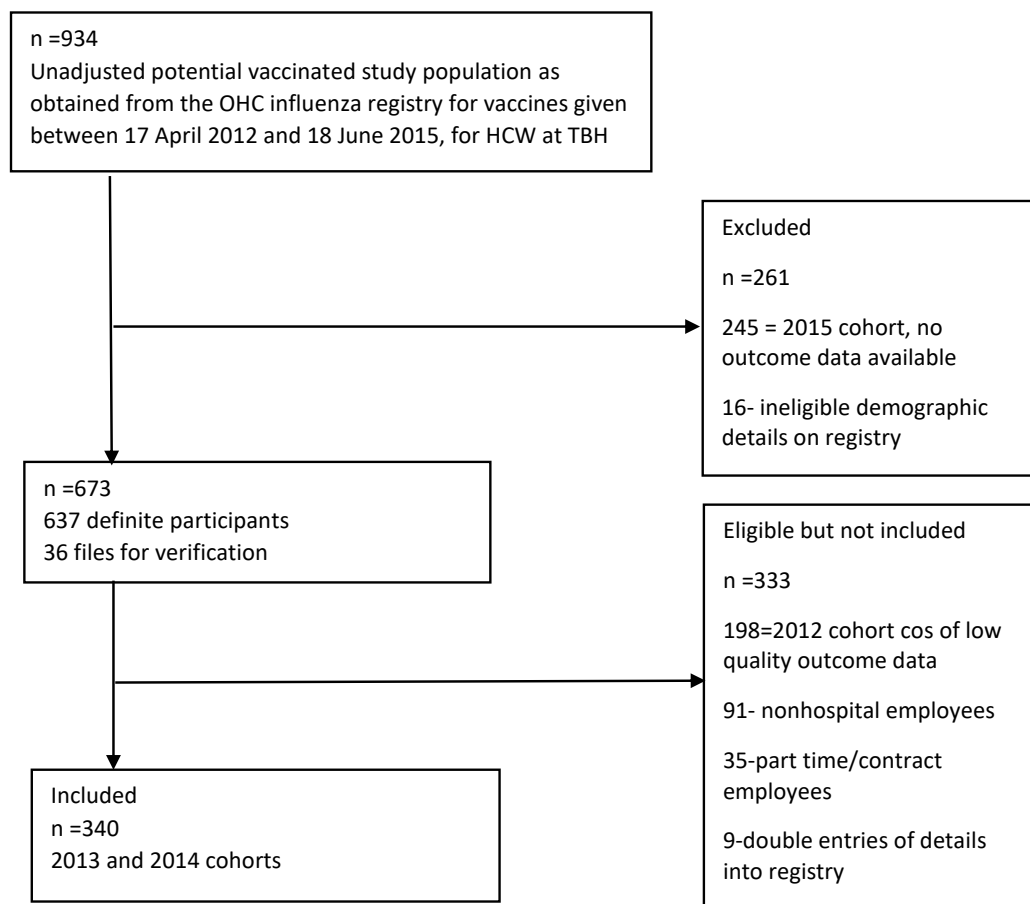 n =934
Unadjusted potential vaccinated study population as
obtained from the OHC influenza registry for vaccines given
between 17 April 2012 and 18 June 2015, for HCW at TBH
Excluded
n =261
245 = 2015 cohort, no
outcome data available
16- ineligible demographic
details on registry
n =673
637 definite participants
36 files for verification
Eligible but not included
n =333
198=2012 cohort cos of low
quality outcome data
91- nonhospital employees
35-part time/contract
employees
9-double entries of details
into registry
Included
n =340
2013 and 2014 cohorts